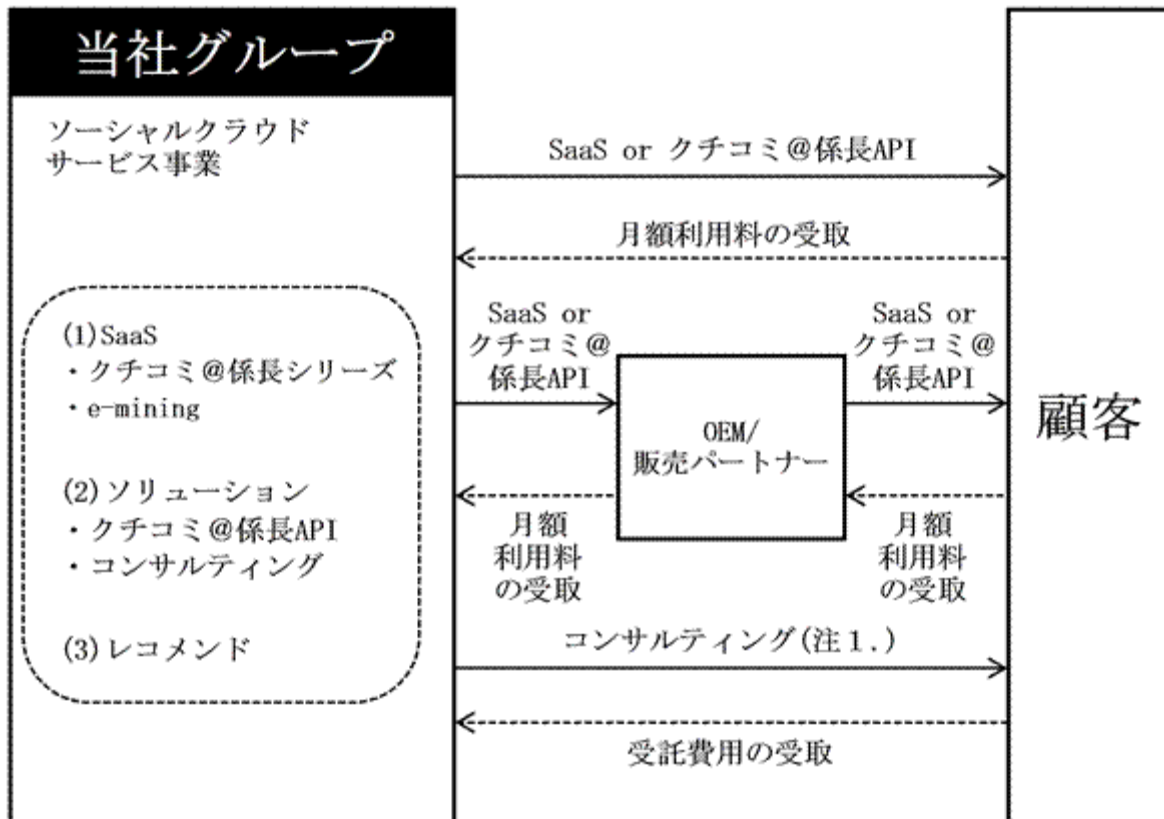 当社グループ
ソーシャルクラウド
サービス事業
(1)SaaS
・クチコミ@係長シリーズ
・e-mining
(2)ソリューション
・クチコミ@係長API
・コンサルティング
(3)レコメンド
SaaS or クチコミ@係長API
月額利用料の受取
SaaS or
クチコミ@
係長API
月額
利用料
の受取
OEM/
販売パートナー
SaaS or
クチコミ@
係長API
月額
利用料
の受取
コンサルティング(注1.)
受託費用の受取
顧客